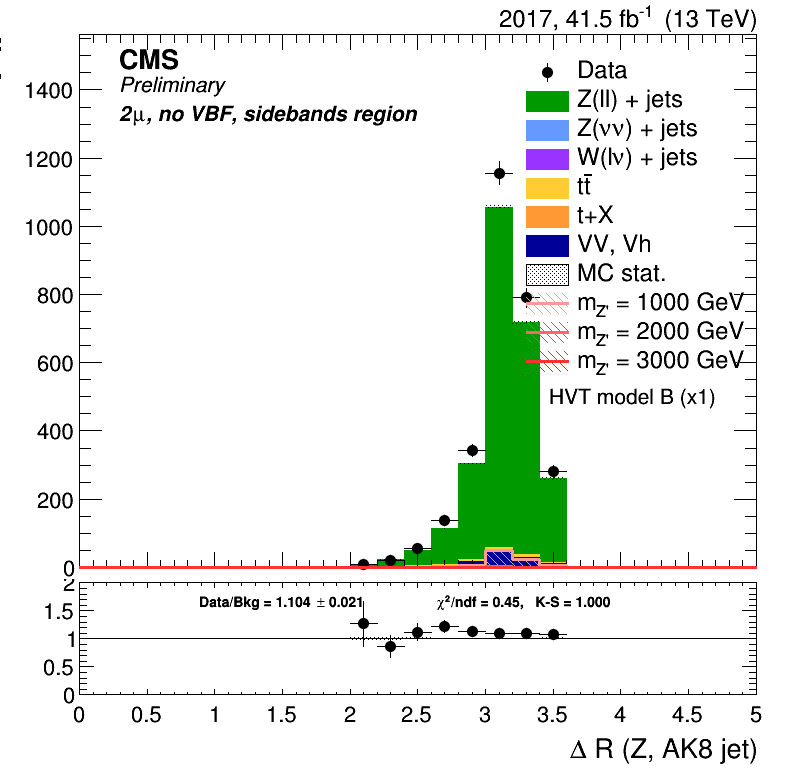 2017, 41.5 fb⁻¹ (13 TeV)
CMS
Preliminary
2μ, no VBF, sidebands region
Data
Z(ll) + jets
Z(νν) + jets
W(lν) + jets
tt̄
t+X
VV, Vh
MC stat.
m_Z' = 1000 GeV
m_Z' = 2000 GeV
m_Z' = 3000 GeV
HVT model B (x1)
1400
1200
1000
800
600
400
200
0
2
1.5
1
0.5
0
Data/Bkg = 1.104 ± 0.021
χ²/ndf = 0.45, K-S = 1.000
0 0.5 1 1.5 2 2.5 3 3.5 4 4.5 5
Δ R (Z, AK8 jet)